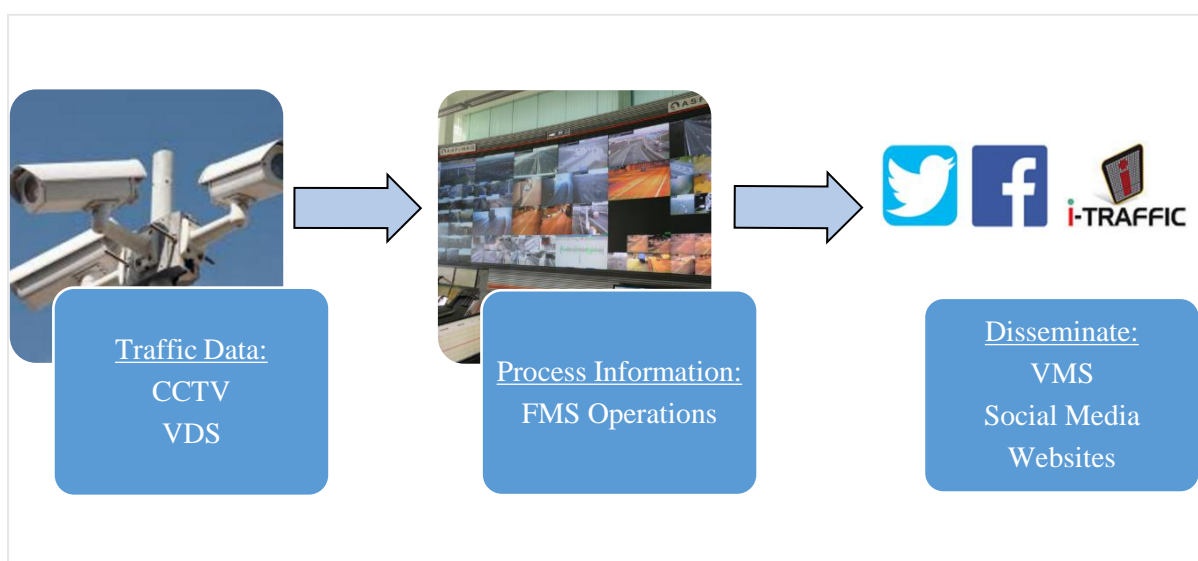 Traffic Data:
CCTV
VDS
Process Information:
FMS Operations
i-TRAFFIC
Disseminate:
VMS
Social Media
Websites